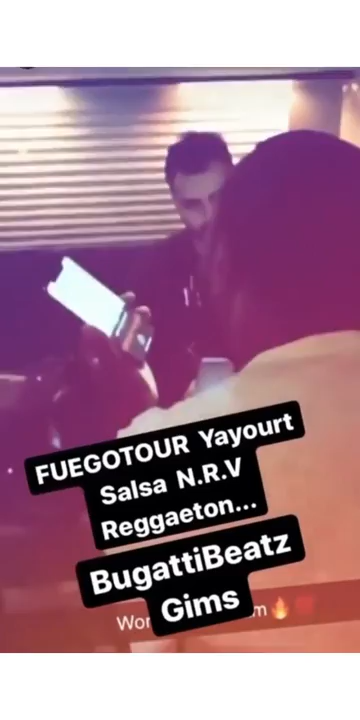 FUEGOTOUR Yayourt
Salsa N.R.V
Reggaeton...
BugattiBeatz
Gims